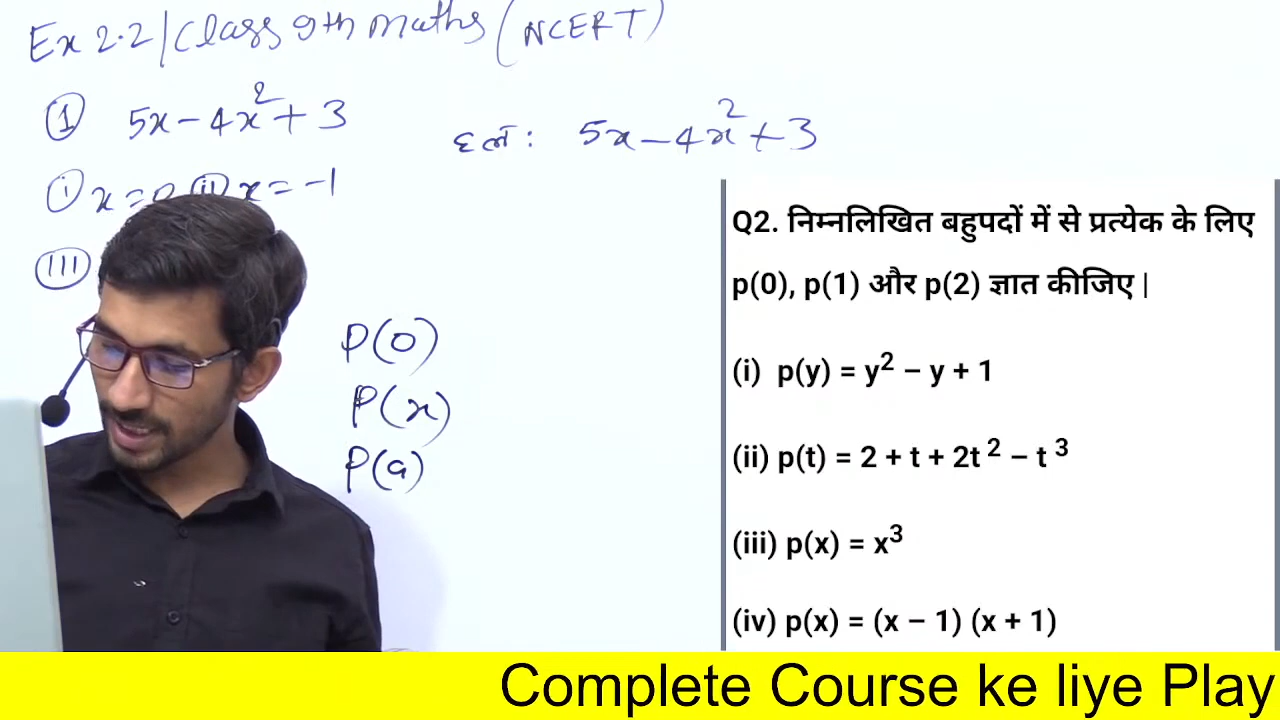 Ex 2.2/Class 9th Maths (NCERT)
① 5x-4x²+3
हल: 5x-4x²+3
ⓘ x=0 ⓘⓘ x=-1
III
P(0)
P(x)
P(a)
Q2. निम्नलिखित बहुपदों में से प्रत्येक के लिए
p(0), p(1) और p(2) ज्ञात कीजिए |
(i) p(y) = y² – y + 1
(ii) p(t) = 2 + t + 2t² – t³
(iii) p(x) = x³
(iv) p(x) = (x – 1) (x + 1)
Complete Course ke liye Play